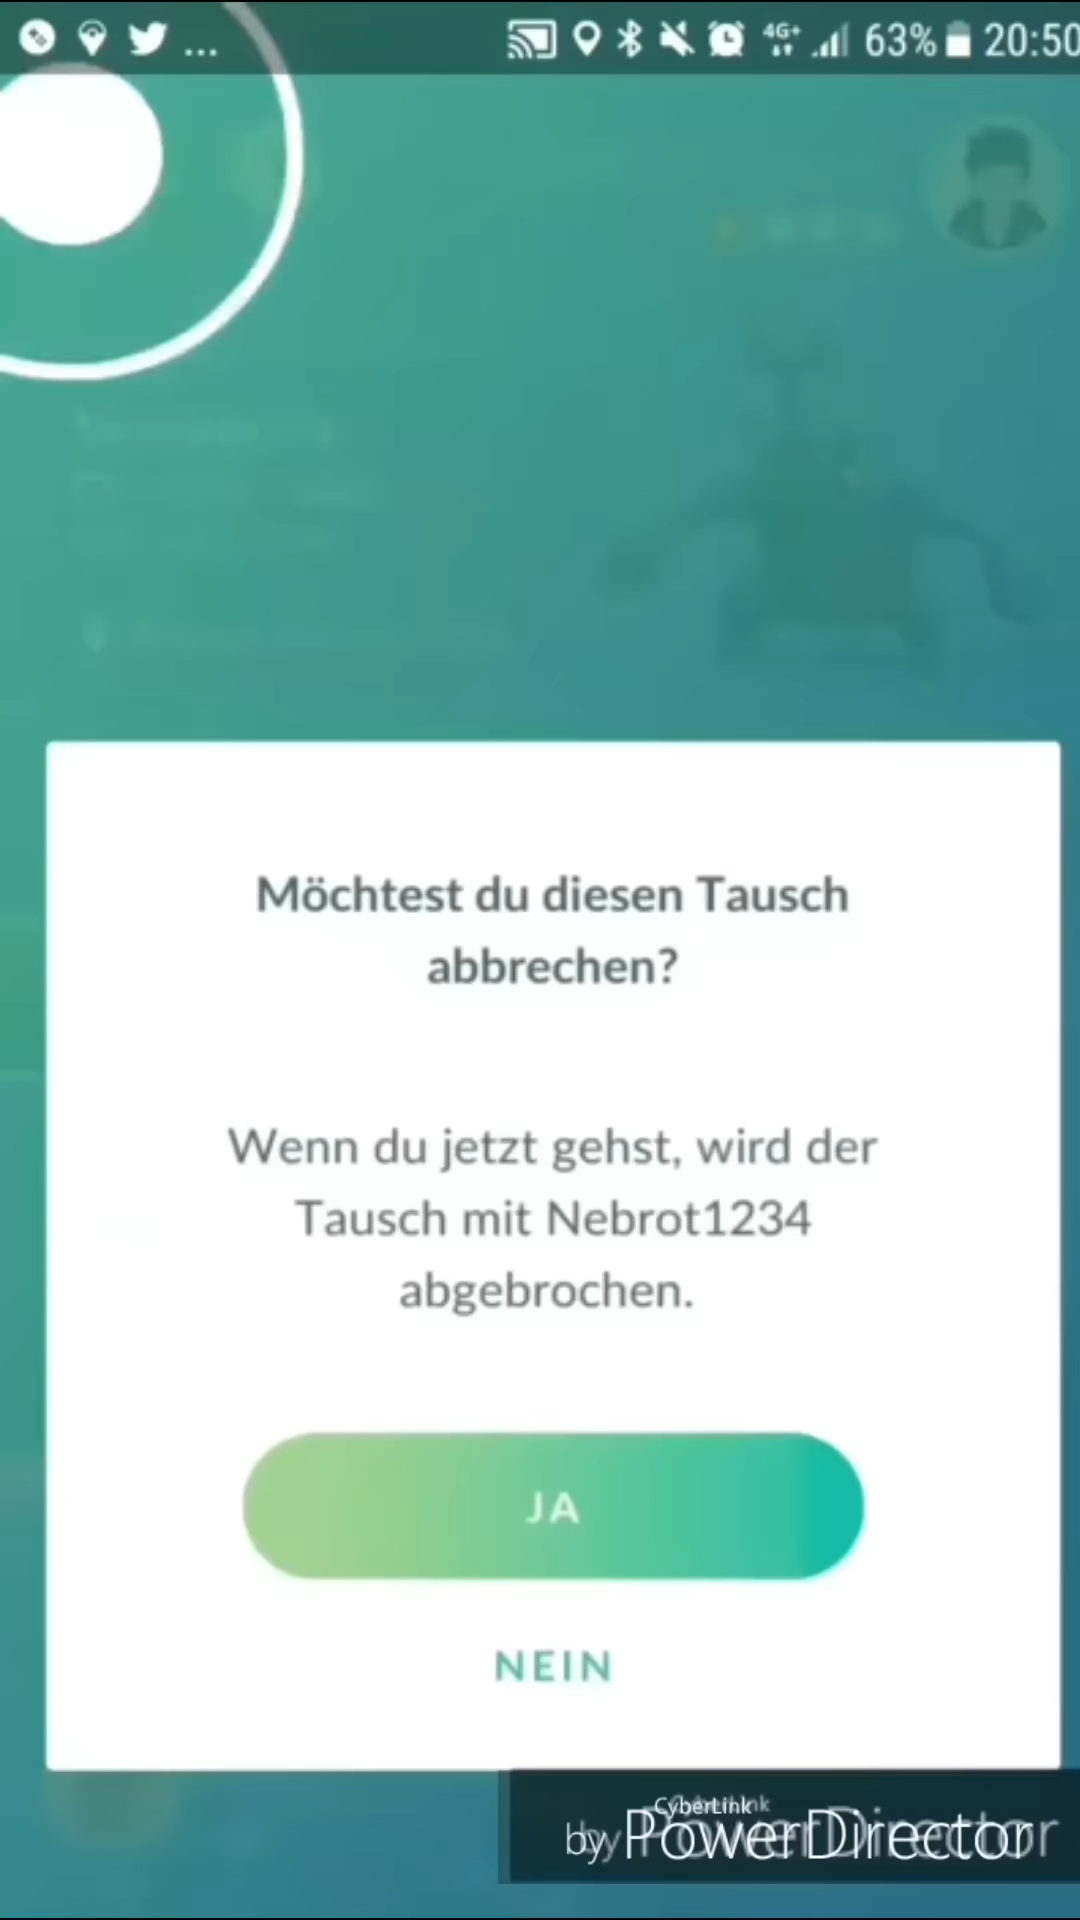 ... 4G+ 63% 20:50
Möchtest du diesen Tausch
abbrechen?
Wenn du jetzt gehst, wird der
Tausch mit Nebrot1234
abgebrochen.
JA
NEIN
CyberLink
by PowerDirector